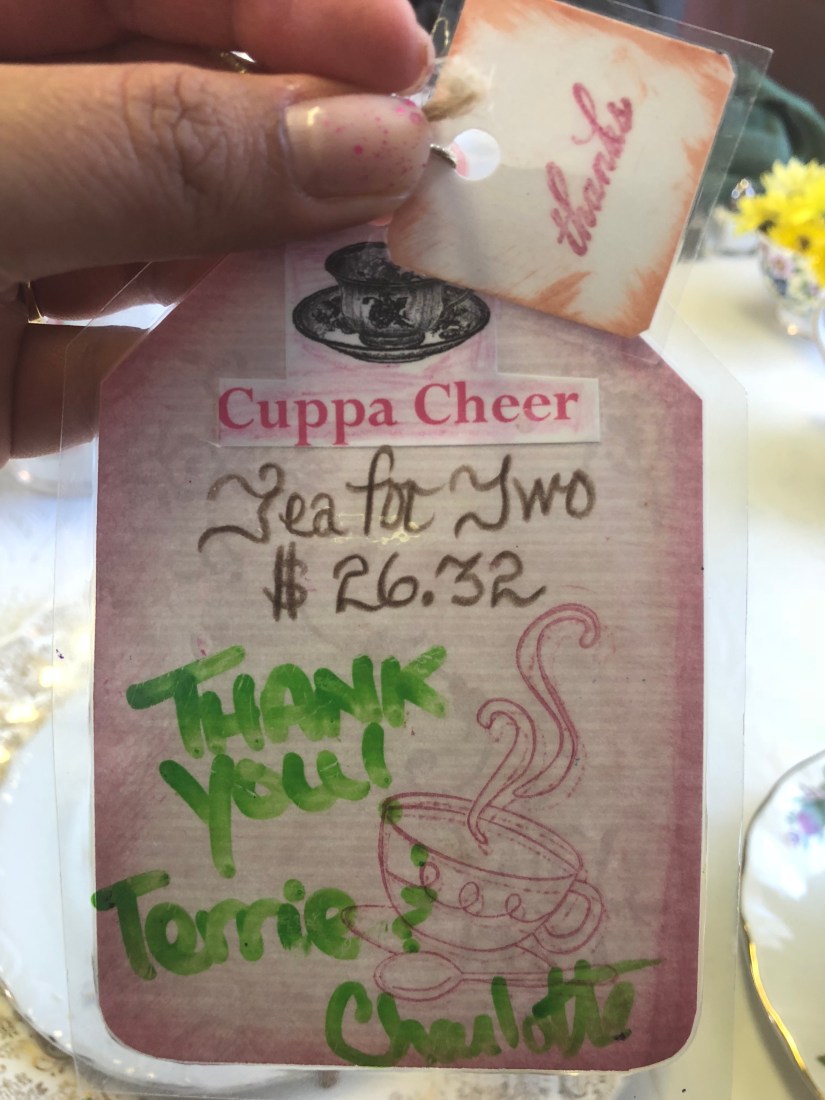 thanks
Cuppa Cheer
Tea for Two
$ 26.32
THANK
YOU!
Terrie &
Charlotte